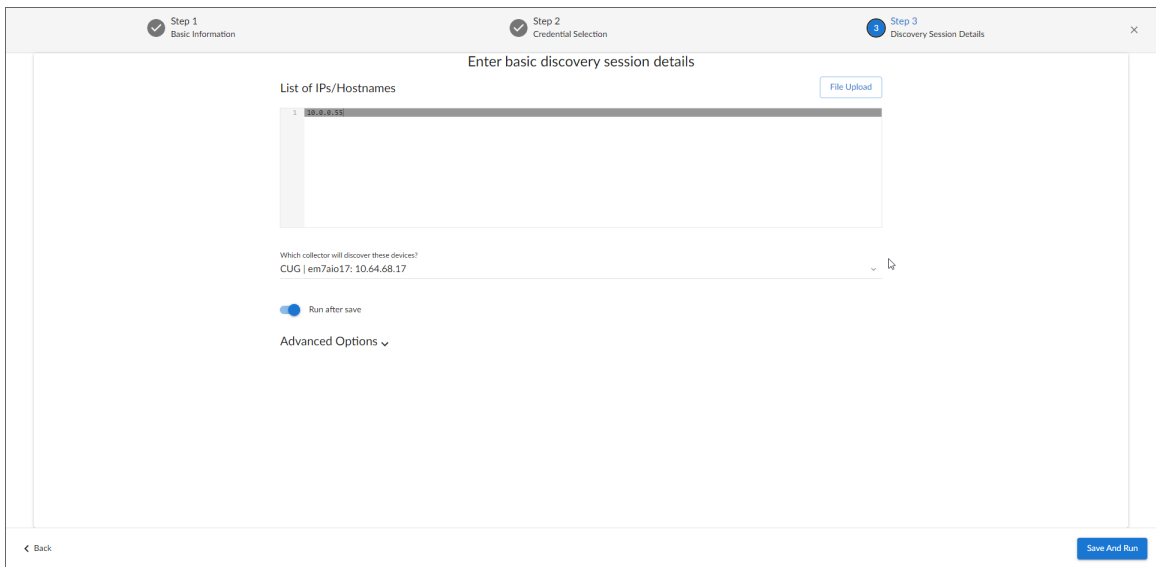 Step 1
Basic Information
Step 2
Credential Selection
3
Step 3
Discovery Session Details
Enter basic discovery session details
List of IPs/Hostnames
File Upload
1 10.0.0.55
Which collector will discover these devices?
CUG | em7aio17: 10.64.68.17
Run after save
Advanced Options
Back
Save And Run